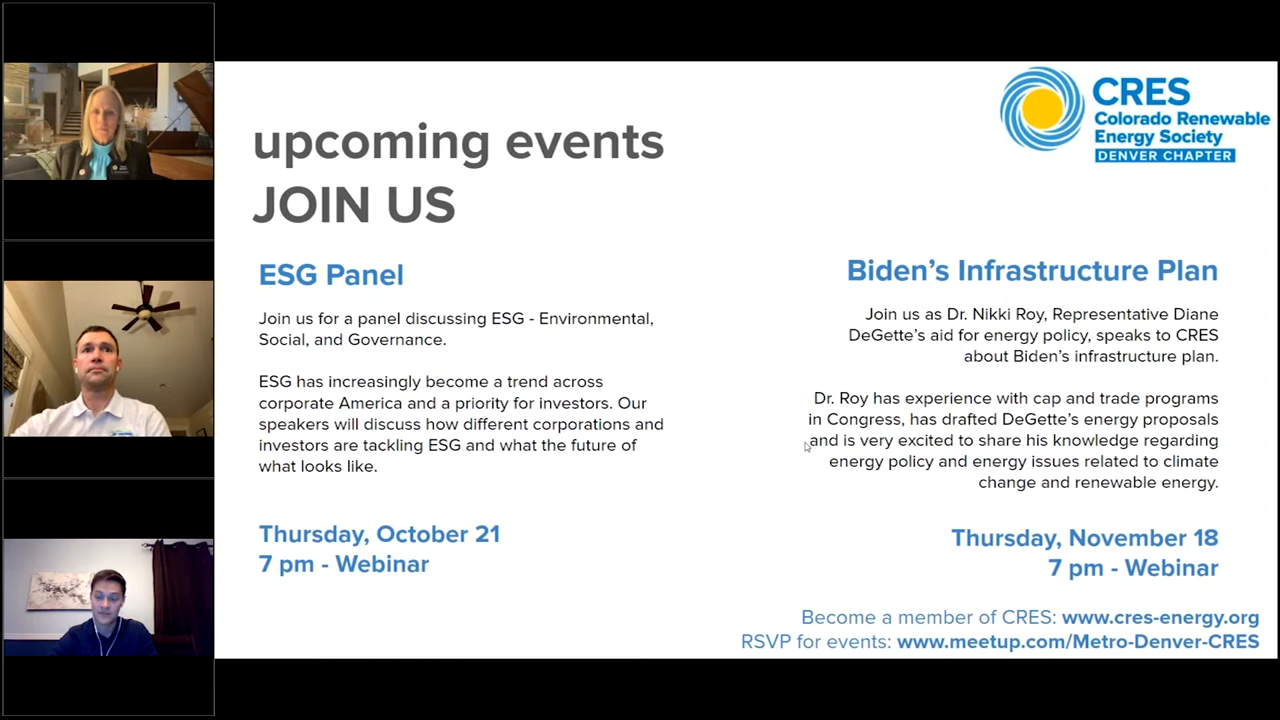 CRES
Colorado Renewable
Energy Society
DENVER CHAPTER
upcoming events
JOIN US
ESG Panel
Join us for a panel discussing ESG - Environmental,
Social, and Governance.
ESG has increasingly become a trend across
corporate America and a priority for investors. Our
speakers will discuss how different corporations and
investors are tackling ESG and what the future of
what looks like.
Thursday, October 21
7 pm - Webinar
Biden's Infrastructure Plan
Join us as Dr. Nikki Roy, Representative Diane
DeGette's aid for energy policy, speaks to CRES
about Biden's infrastructure plan.
Dr. Roy has experience with cap and trade programs
in Congress, has drafted DeGette's energy proposals
and is very excited to share his knowledge regarding
energy policy and energy issues related to climate
change and renewable energy.
Thursday, November 18
7 pm - Webinar
Become a member of CRES: www.cres-energy.org
RSVP for events: www.meetup.com/Metro-Denver-CRES